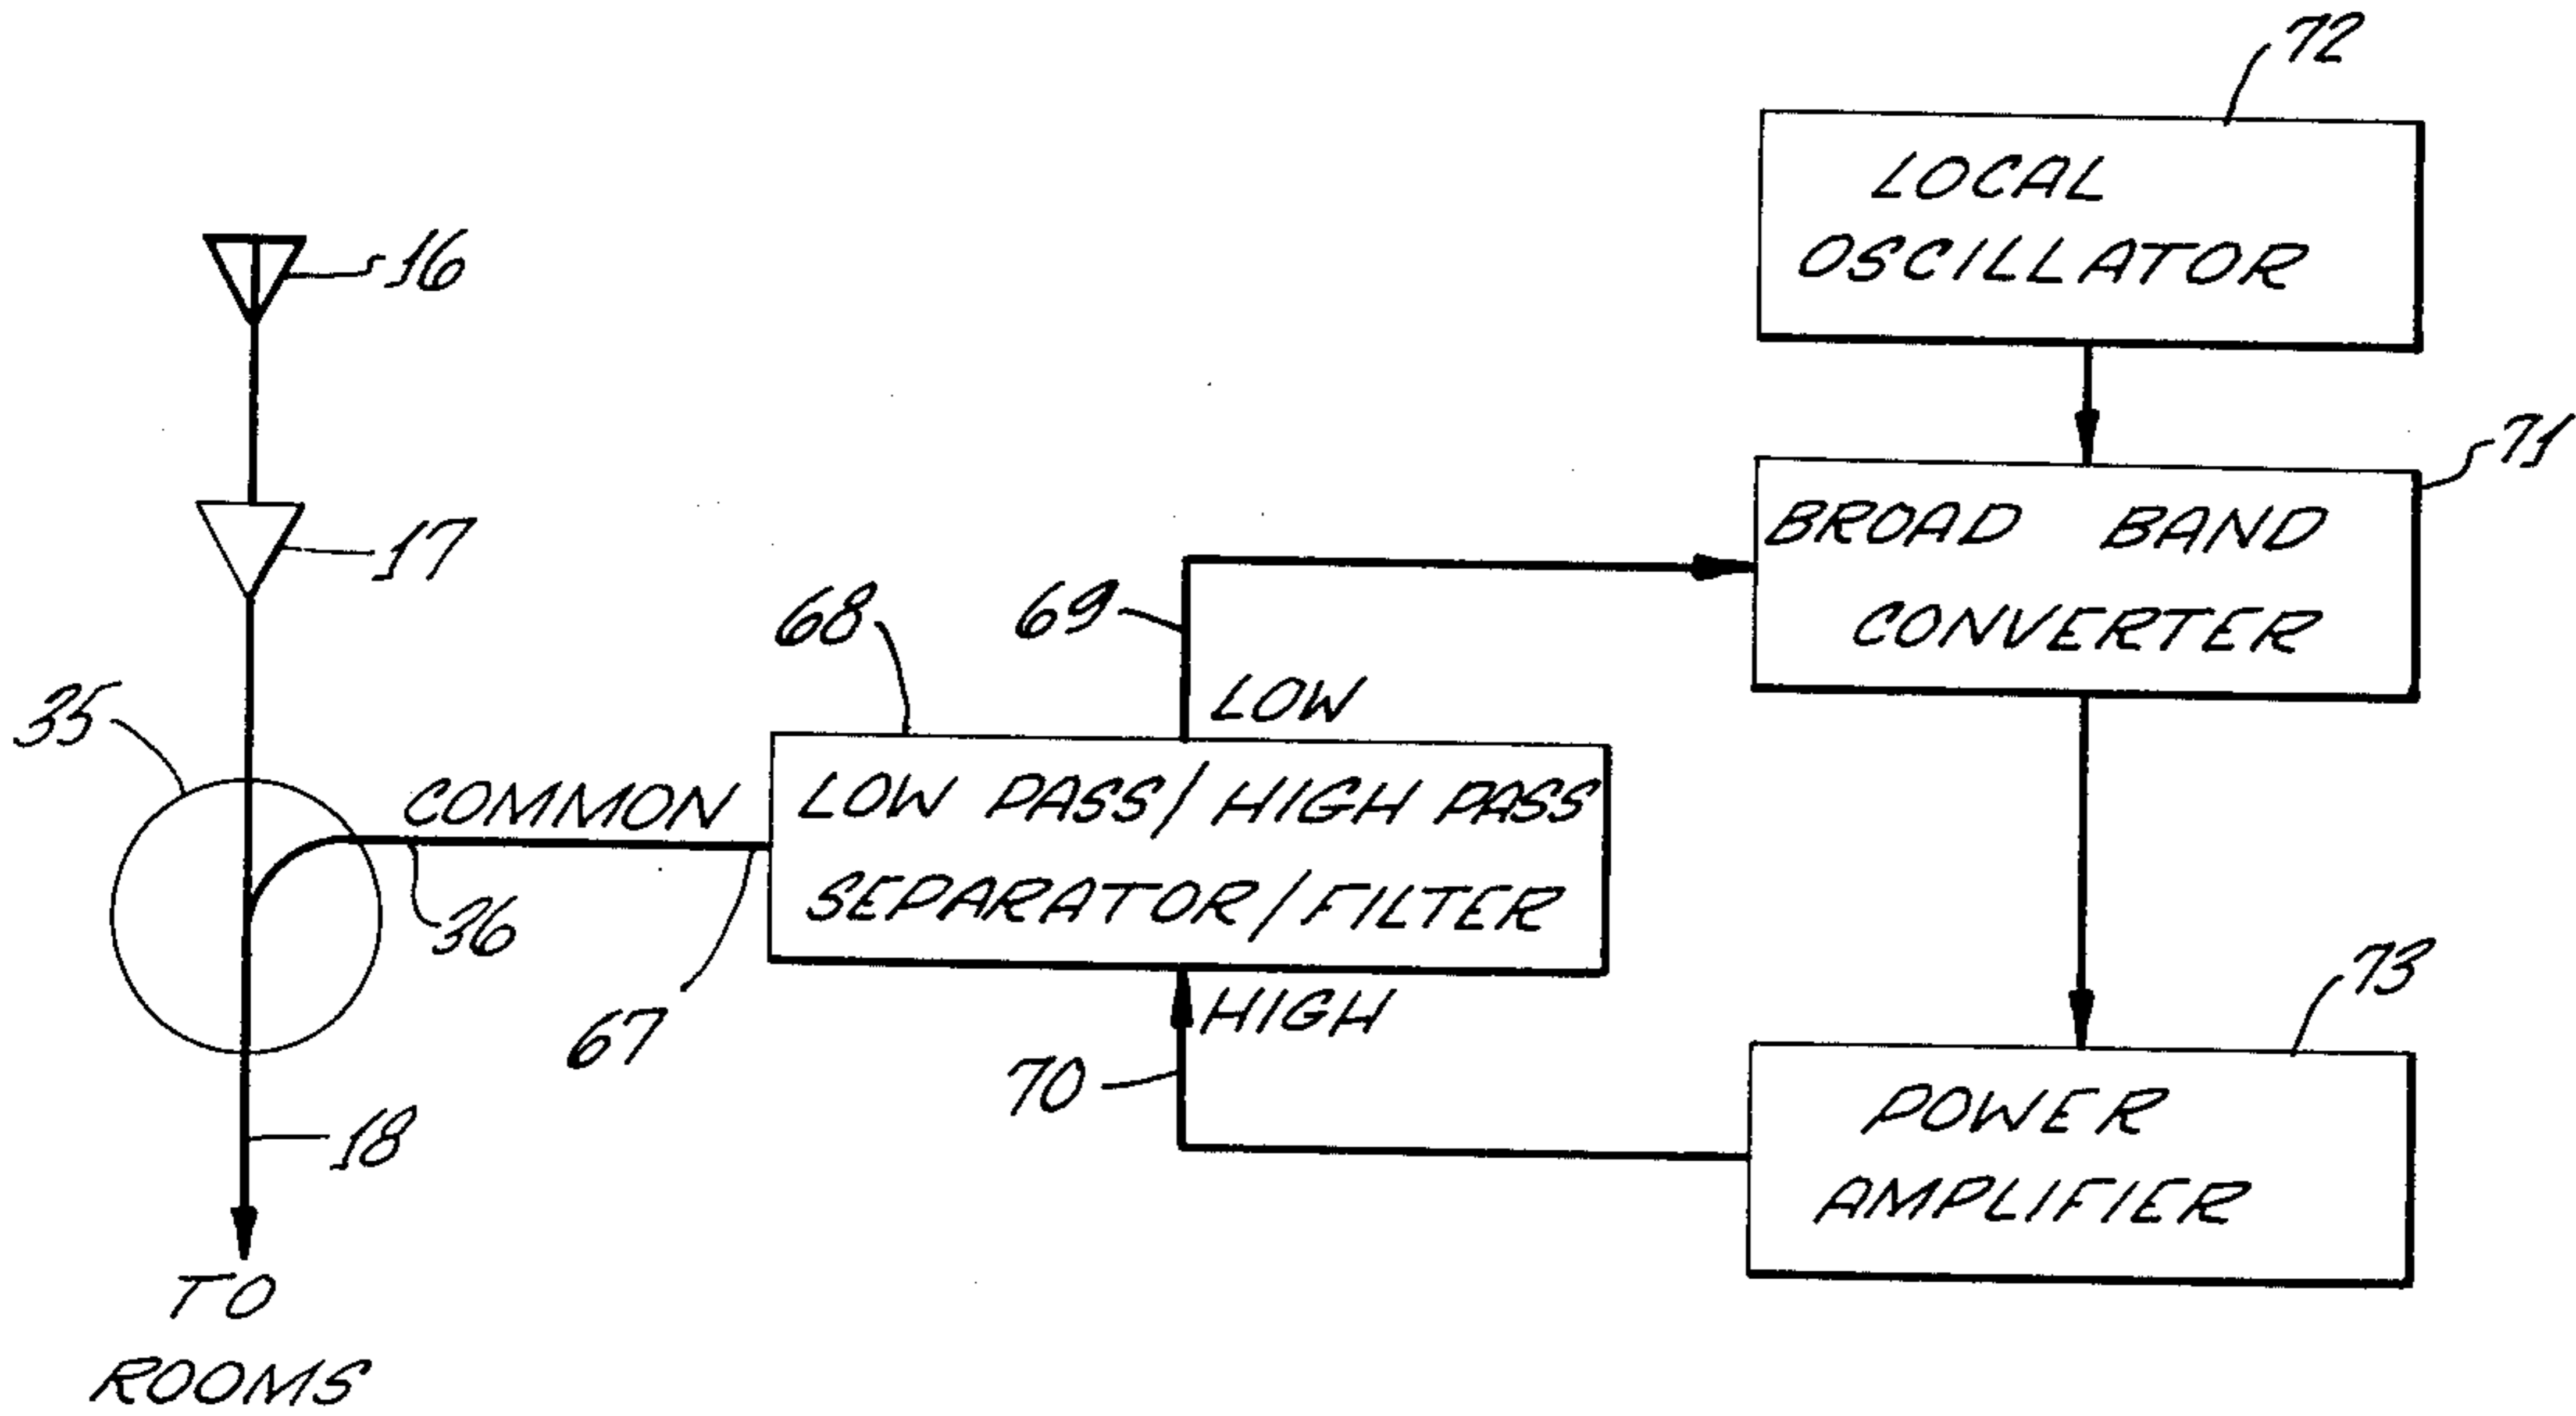 72
LOCAL
OSCILLATOR
16
71
17
BROAD BAND
CONVERTER
68
69
LOW
35
COMMON
LOW PASS/HIGH PASS
SEPARATOR/FILTER
36
73
67
HIGH
70
POWER
AMPLIFIER
18
TO
ROOMS